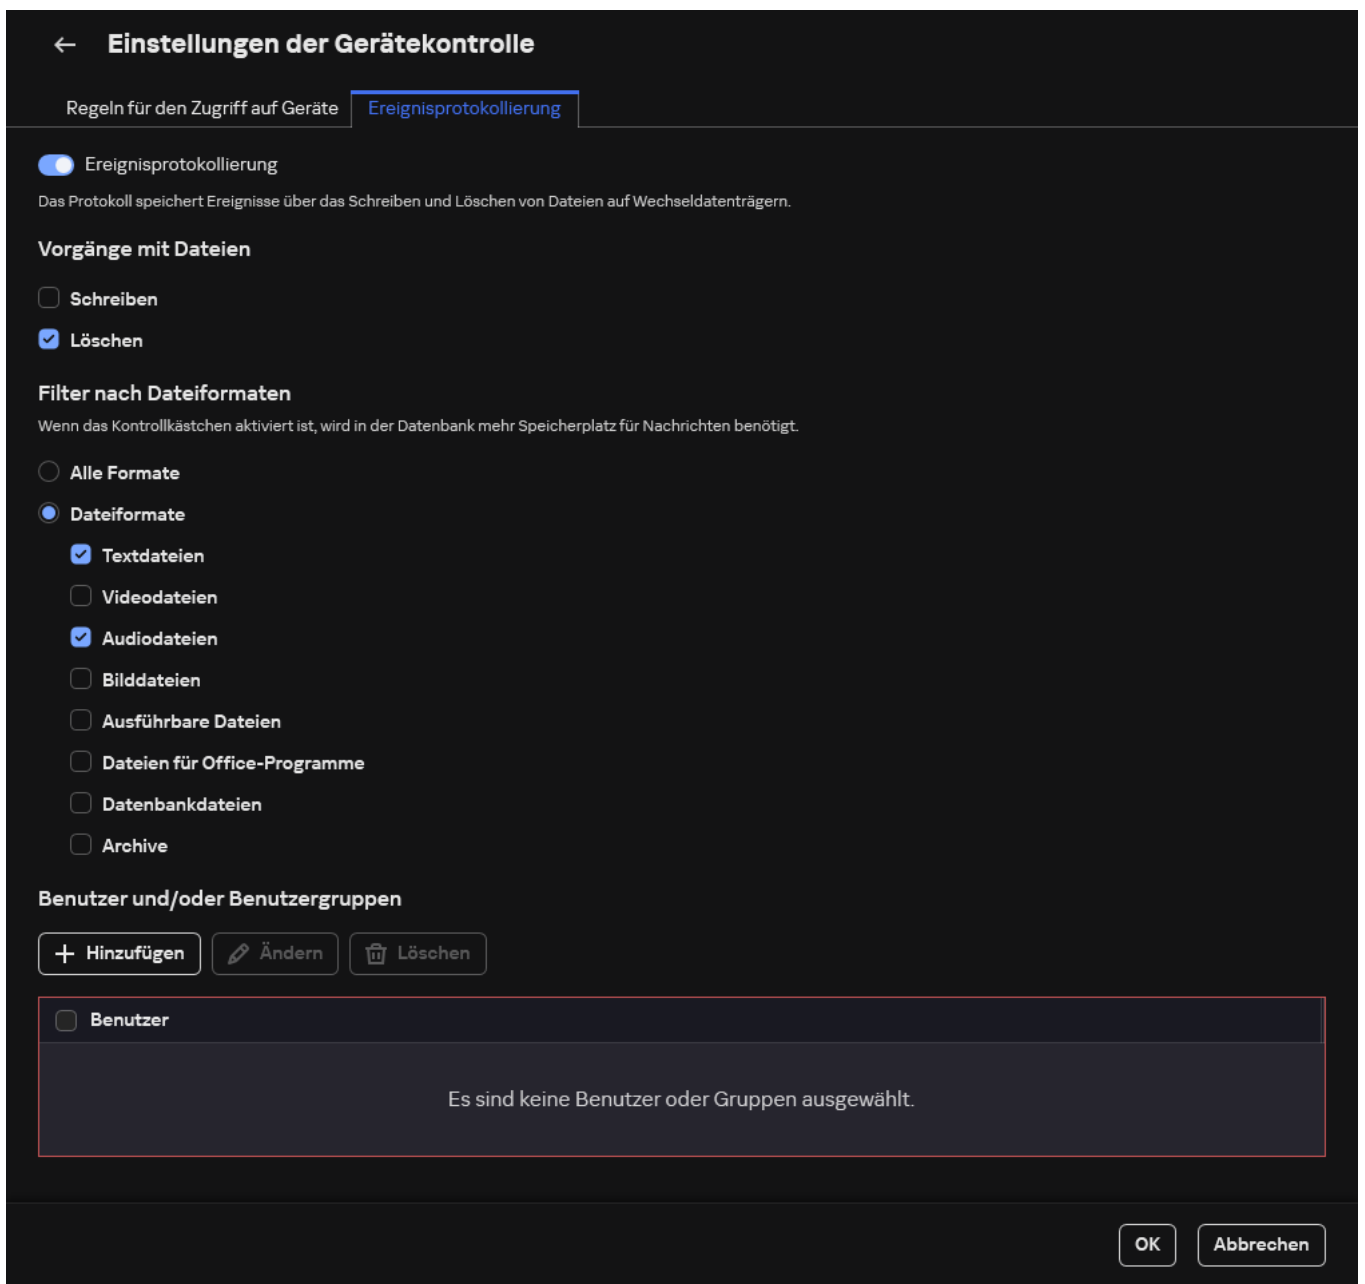 Einstellungen der Gerätekontrolle
Regeln für den Zugriff auf Geräte
Ereignisprotokollierung
Ereignisprotokollierung
Das Protokoll speichert Ereignisse über das Schreiben und Löschen von Dateien auf Wechseldatenträgern.
Vorgänge mit Dateien
Schreiben
Löschen
Filter nach Dateiformaten
Wenn das Kontrollkästchen aktiviert ist, wird in der Datenbank mehr Speicherplatz für Nachrichten benötigt.
Alle Formate
Dateiformate
Textdateien
Videodateien
Audiodateien
Bilddateien
Ausführbare Dateien
Dateien für Office-Programme
Datenbankdateien
Archive
Benutzer und/oder Benutzergruppen
Hinzufügen
Ändern
Löschen
Benutzer
Es sind keine Benutzer oder Gruppen ausgewählt.
OK
Abbrechen